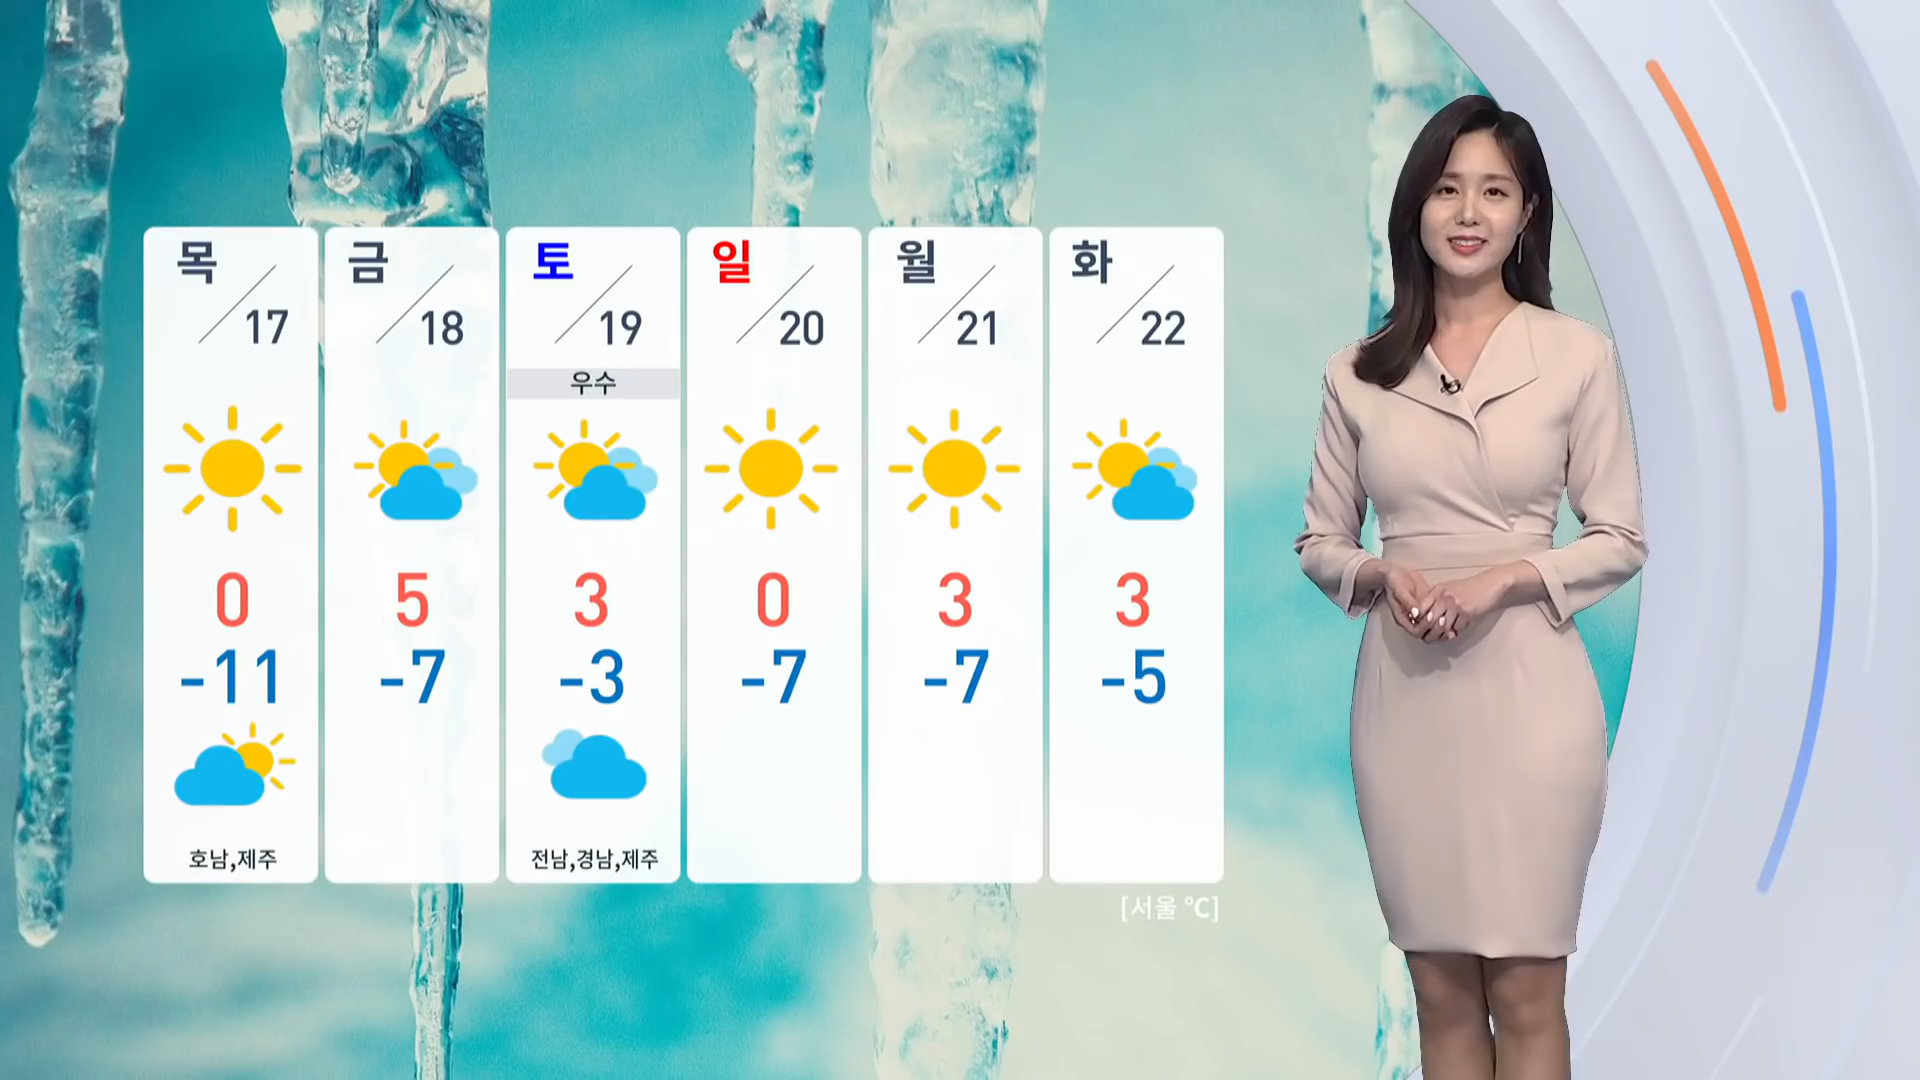 목 17
금 18
토 19
일 20
월 21
화 22
우수
0 5 3 0 3 3
-11 -7 -3 -7 -7 -5
호남,제주
전남,경남,제주
[서울 ℃]